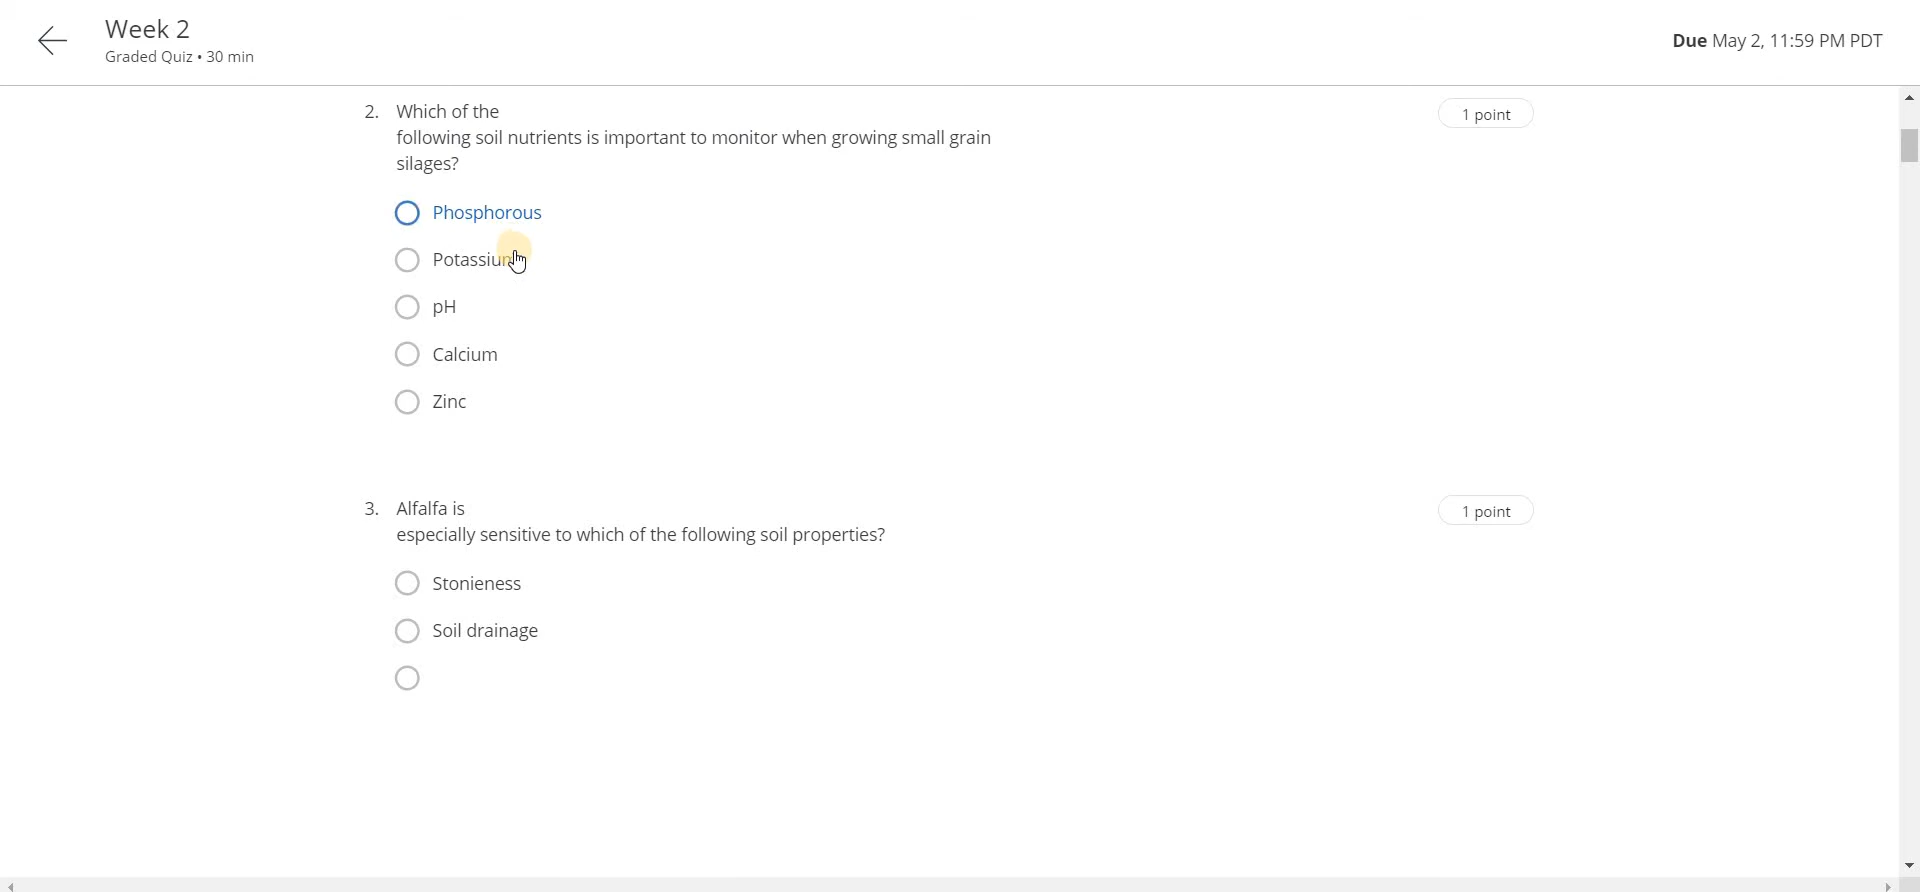 Week 2
Graded Quiz • 30 min
Due May 2, 11:59 PM PDT
2. Which of the
following soil nutrients is important to monitor when growing small grain
silages?
1 point
Phosphorous
Potassium
pH
Calcium
Zinc
3. Alfalfa is
especially sensitive to which of the following soil properties?
1 point
Stonieness
Soil drainage